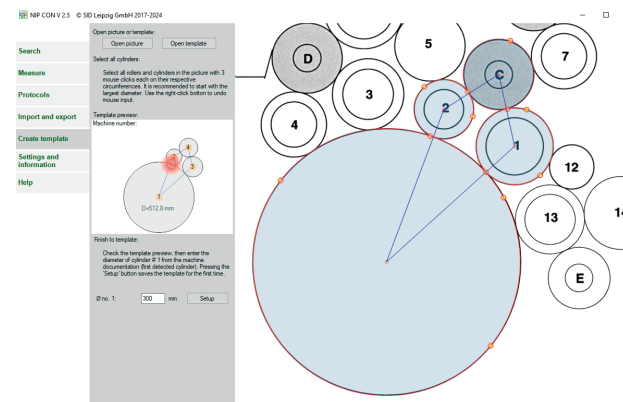 NIP CON V 2.5 © SID Leipzig GmbH 2017-2024
Search
Measure
Protocols
Import and export
Create template
Settings and
information
Help
Open picture or template:
Open picture
Open template
Select all cylinders:
Select all rollers and cylinders in the picture with 3
mouse clicks each on their respective
circumferences. It is recommended to start with the
largest diameter. Use the right-click button to undo
mouse input.
Template preview:
Machine number:
4
2
3
1
D=512.8 mm
Finish to template:
Check the template preview, then enter the
diameter of cylinder # 1 from the machine
documentation (first detected cylinder). Pressing the
'Setup' button saves the template for the first time.
Ø no. 1:
300
mm
Setup
D
5
C
7
3
2
4
1
12
13
14
E